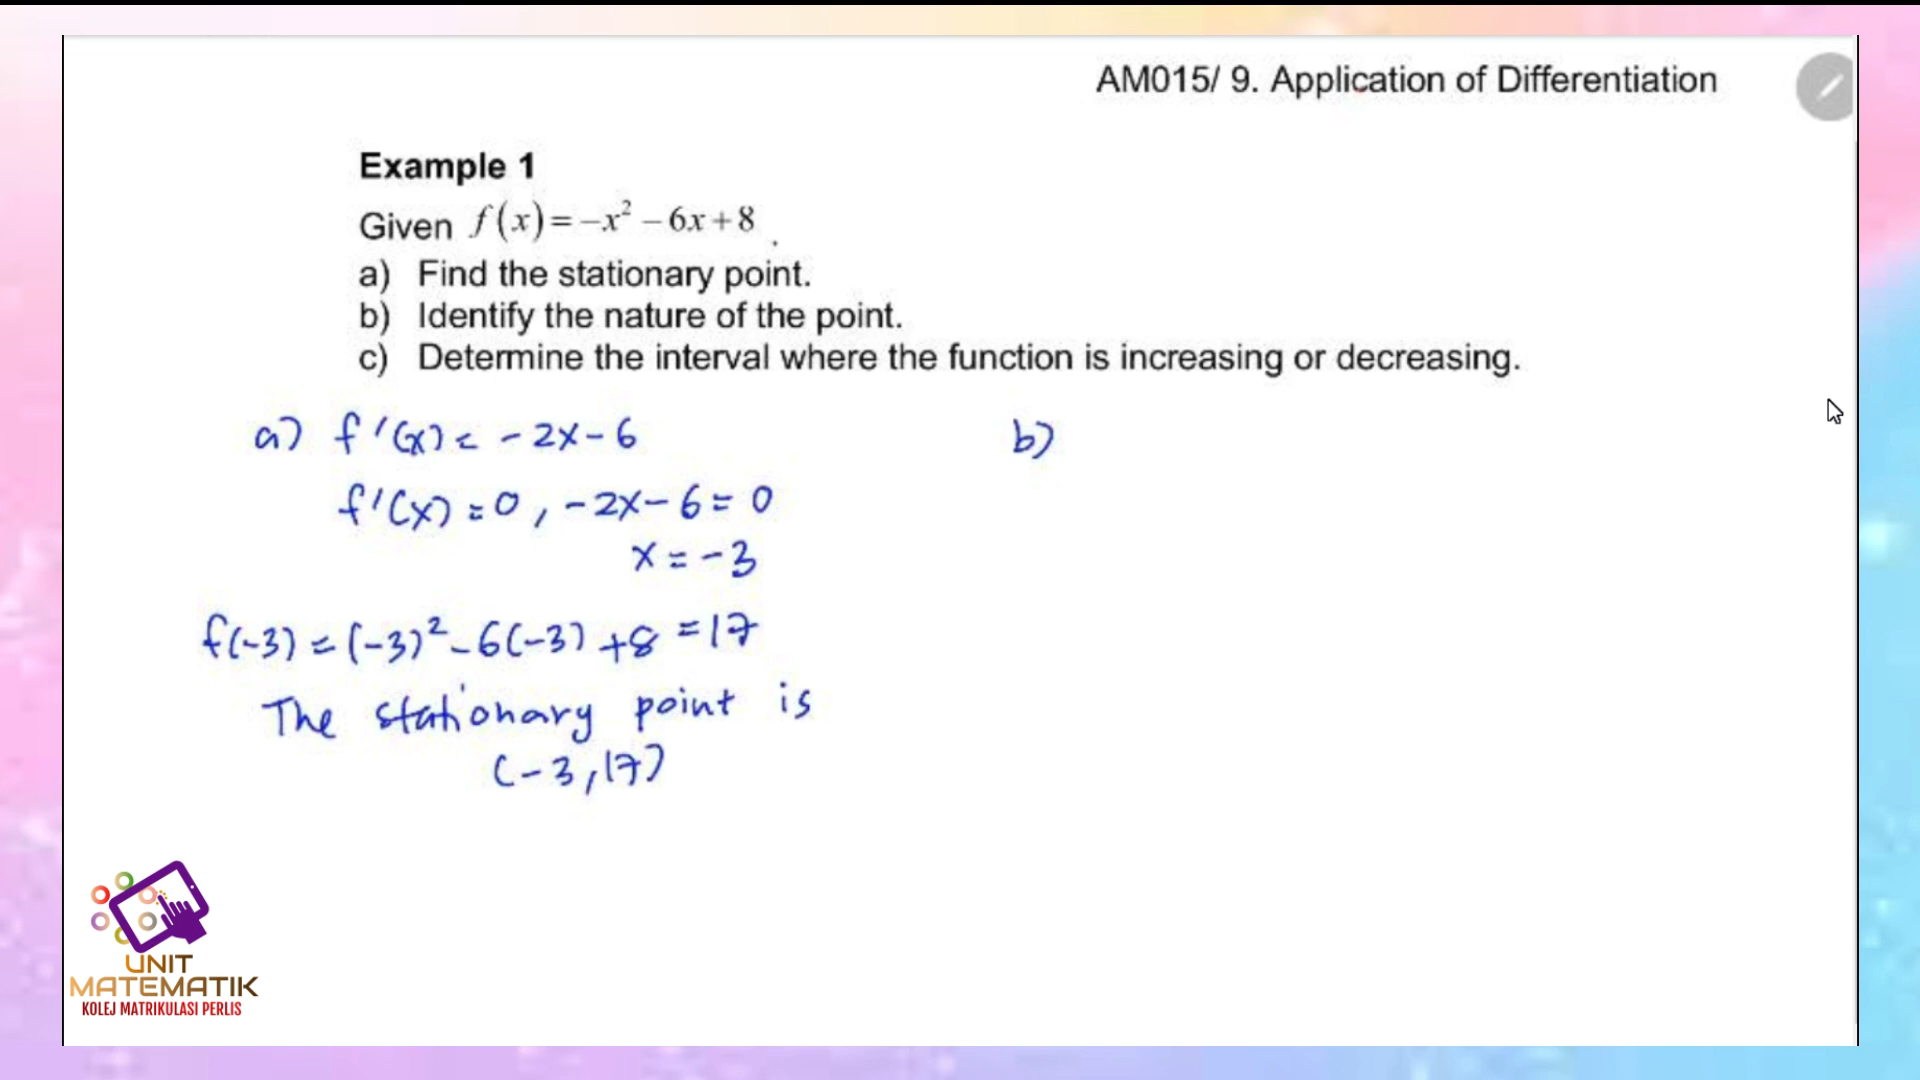 AM015/ 9. Application of Differentiation
Example 1
Given f(x)=−x² −6x+8 .
a) Find the stationary point.
b) Identify the nature of the point.
c) Determine the interval where the function is increasing or decreasing.
a) f'(x) = -2x-6
f'(x) = 0, -2x-6 = 0
x = -3
f(-3) = (-3)² - 6(-3) +8 = 17
The stationary point is
(-3, 17)
b)
UNIT
MATEMATIK
KOLEJ MATRIKULASI PERLIS